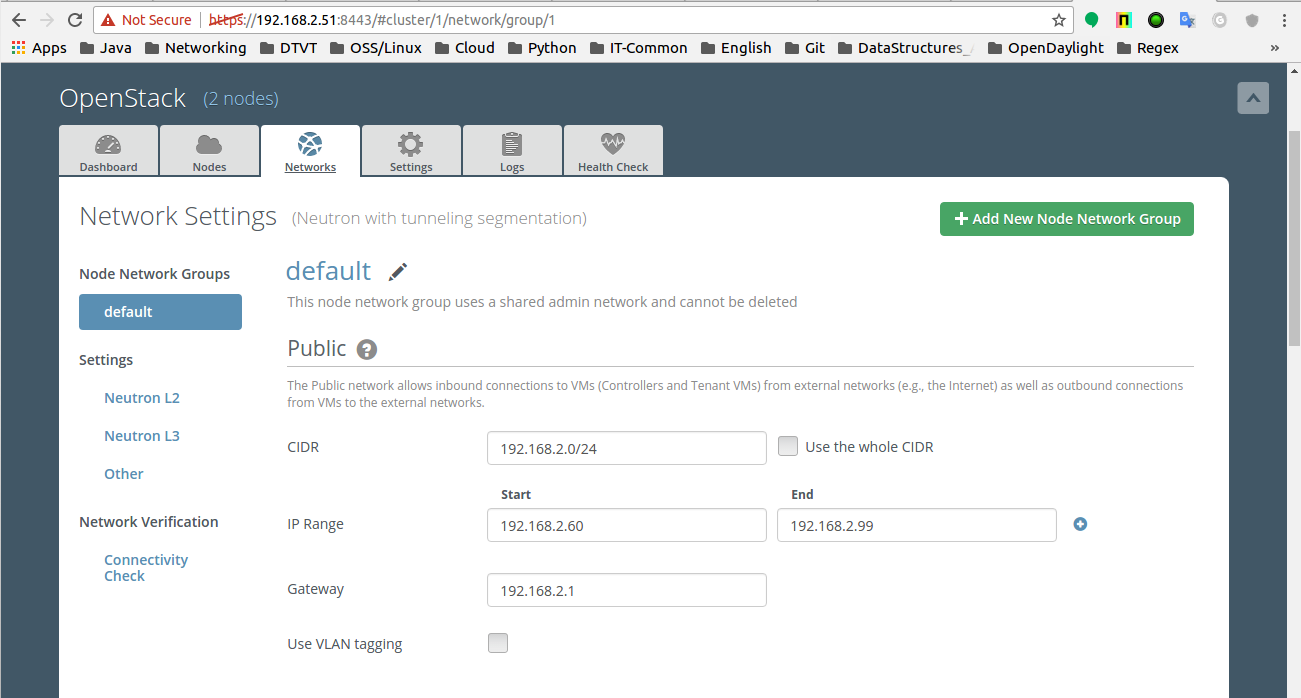 Not Secure https://192.168.2.51:8443/#cluster/1/network/group/1
Apps Java Networking DTVT OSS/Linux Cloud Python IT-Common English Git DataStructures_ OpenDaylight Regex »
OpenStack (2 nodes)
Dashboard Nodes Networks Settings Logs Health Check
Network Settings (Neutron with tunneling segmentation)
+ Add New Node Network Group
Node Network Groups
default
Settings
Neutron L2
Neutron L3
Other
Network Verification
Connectivity
Check
default
This node network group uses a shared admin network and cannot be deleted
Public ?
The Public network allows inbound connections to VMs (Controllers and Tenant VMs) from external networks (e.g., the Internet) as well as outbound connections
from VMs to the external networks.
CIDR 192.168.2.0/24 Use the whole CIDR
Start End
IP Range 192.168.2.60 192.168.2.99
Gateway 192.168.2.1
Use VLAN tagging